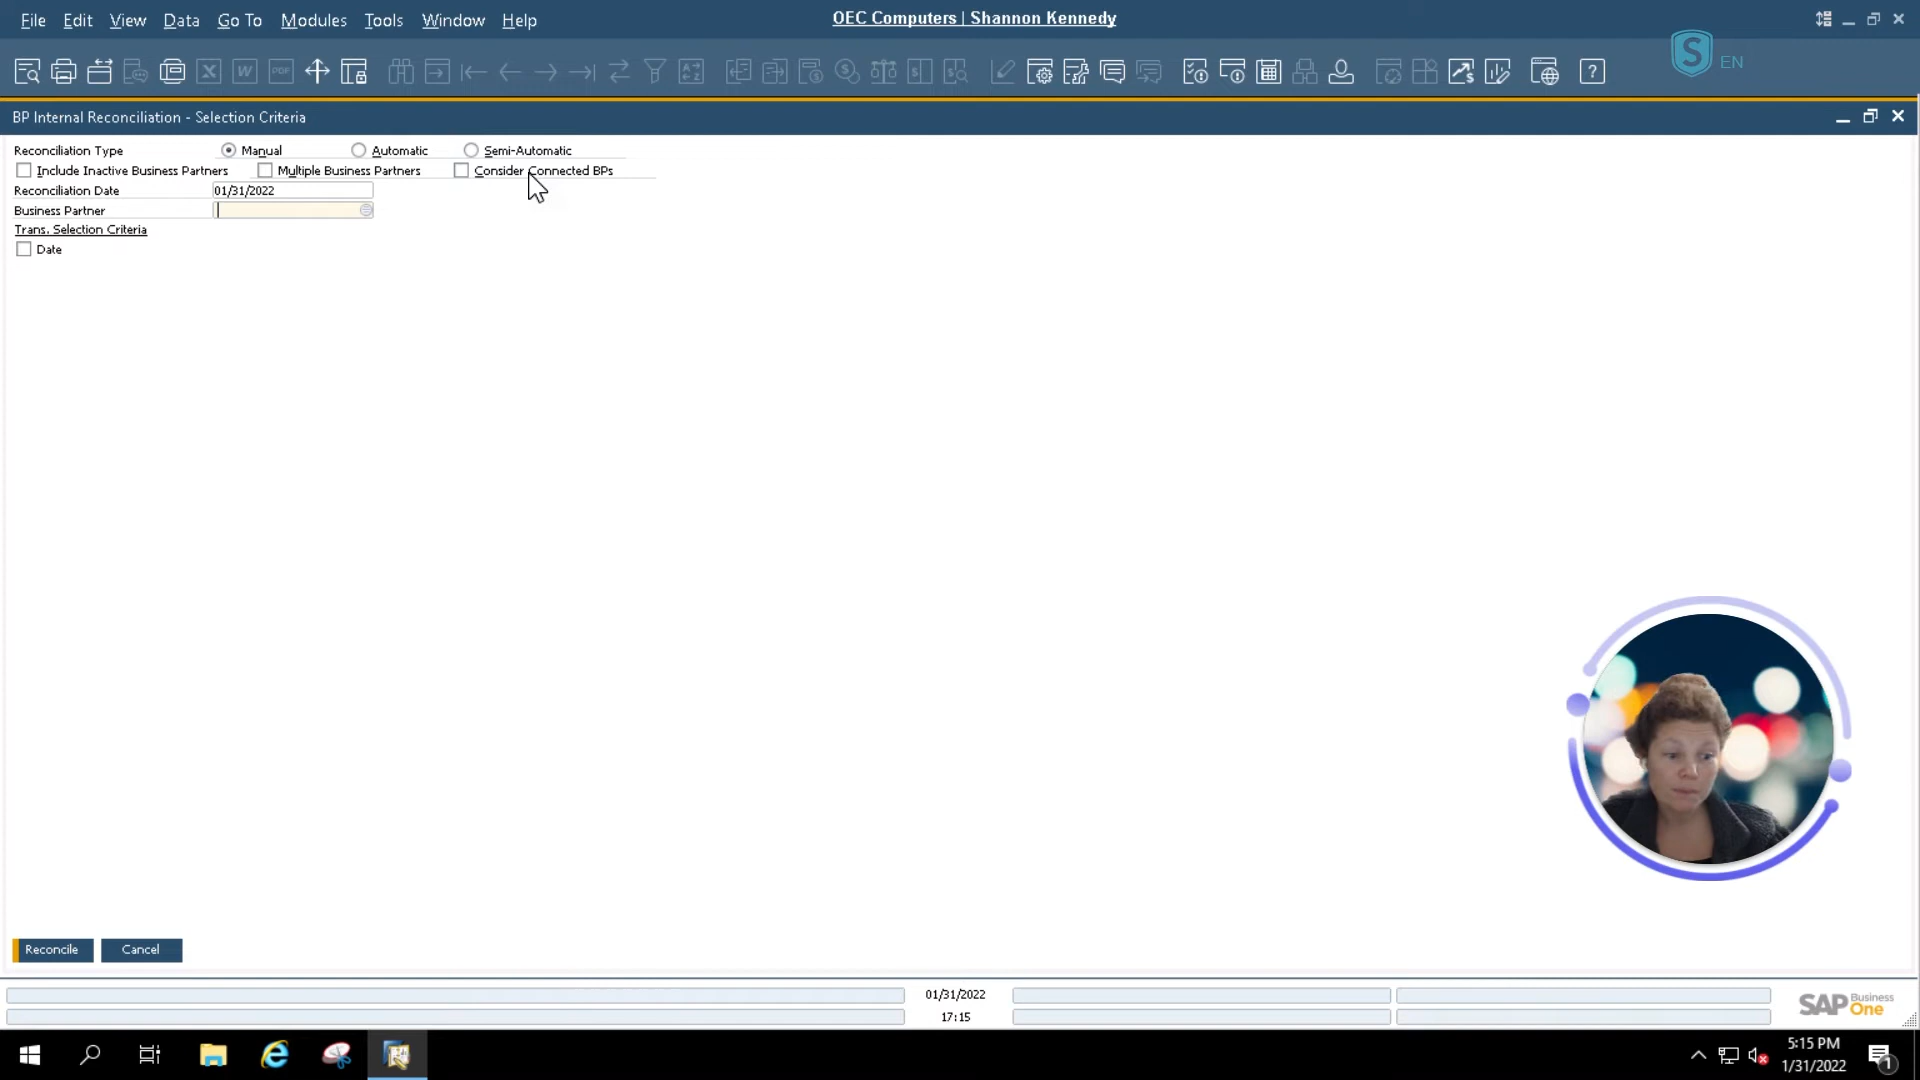 File Edit View Data Go To Modules Tools Window Help
OEC Computers | Shannon Kennedy
S EN
BP Internal Reconciliation - Selection Criteria
Reconciliation Type Manual Automatic Semi-Automatic
Include Inactive Business Partners Multiple Business Partners Consider Connected BPs
Reconciliation Date 01/31/2022
Business Partner
Trans. Selection Criteria
Date
Reconcile Cancel
01/31/2022
17:15
SAP Business One
5:15 PM
1/31/2022
1